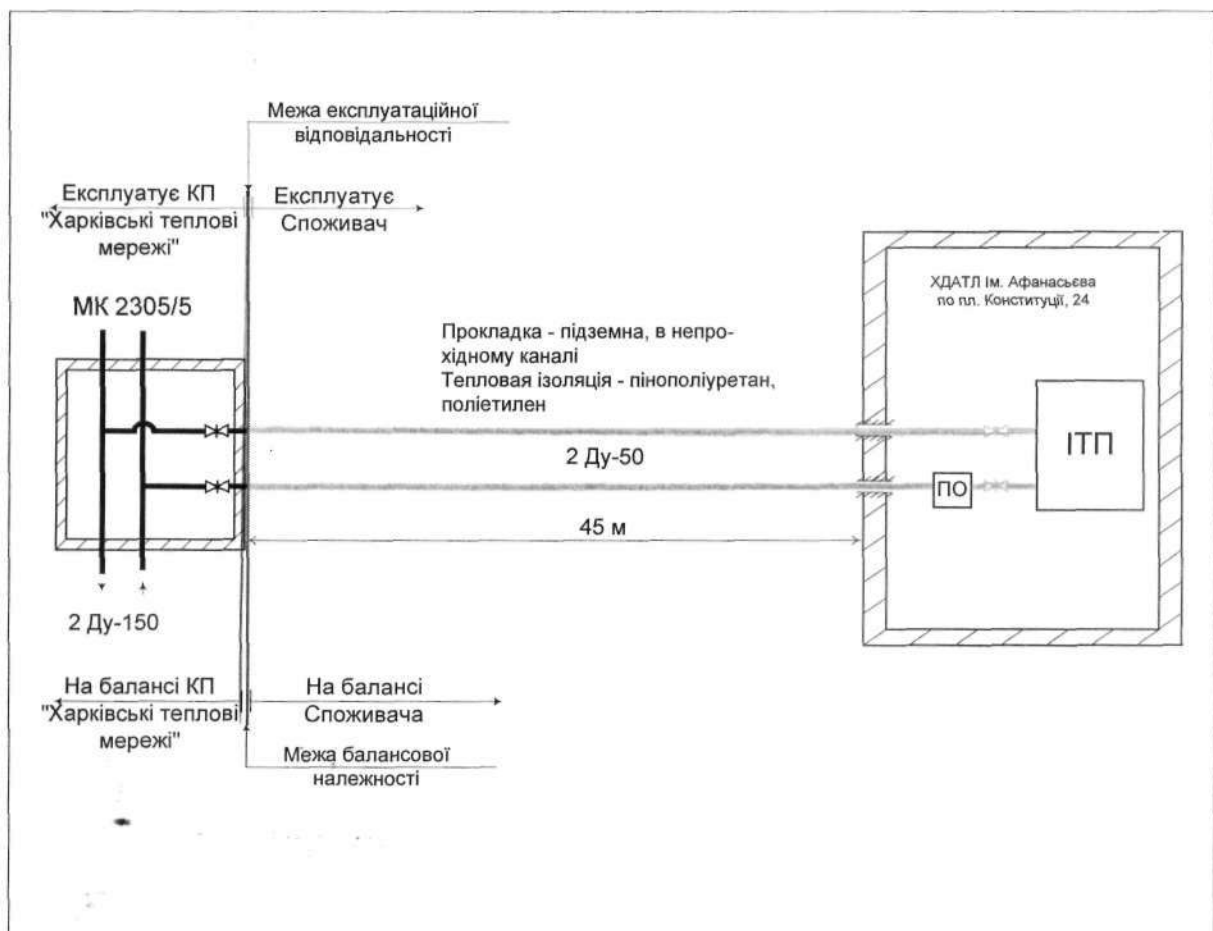 Межа експлуатаційної
відповідальності
Експлуатує КП
"Харківські теплові
мережі"
Експлуатує
Споживач
МК 2305/5
ХДАТЛ Ім. Афанасьєва
по пл. Конституції, 24
Прокладка - підземна, в непро-
хідному каналі
Тепловая ізоляція - пінополіуретан,
поліетилен
2 Ду-50
ІТП
ПО
45 м
2 Ду-150
На балансі КП
"Харківські теплові
мережі"
На балансі
Споживача
Межа балансової
належності